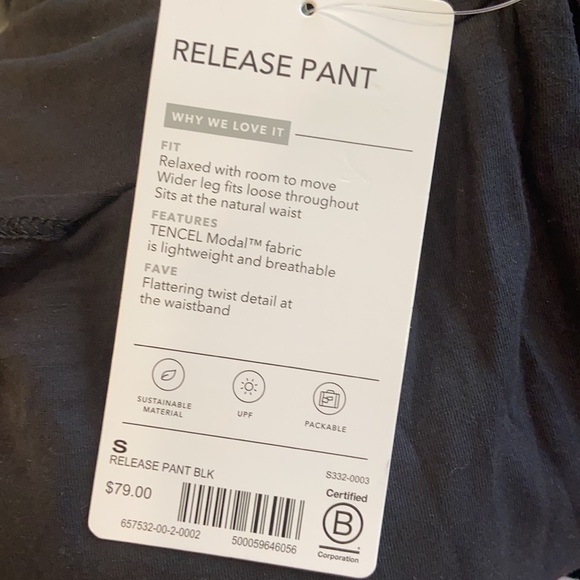 RELEASE PANT
WHY WE LOVE IT
FIT
Relaxed with room to move
Wider leg fits loose throughout
Sits at the natural waist
FEATURES
TENCEL Modal™ fabric
is lightweight and breathable
FAVE
Flattering twist detail at
the waistband
SUSTAINABLE
MATERIAL
UPF
PACKABLE
S
RELEASE PANT BLK
S332-0003
$79.00
657532-00-2-0002
500059646056
Certified
B
Corporation